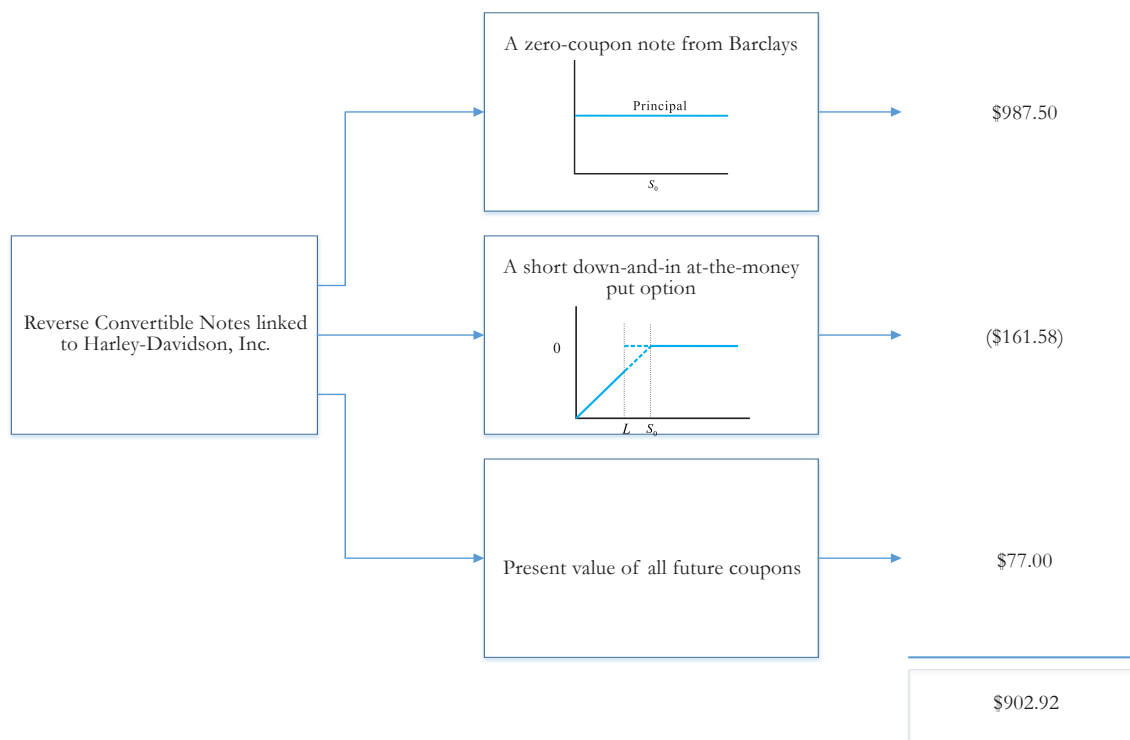 A zero-coupon note from Barclays
Principal
S₀
$987.50
Reverse Convertible Notes linked
to Harley-Davidson, Inc.
A short down-and-in at-the-money
put option
0
L S₀
($161.58)
Present value of all future coupons
$77.00
$902.92